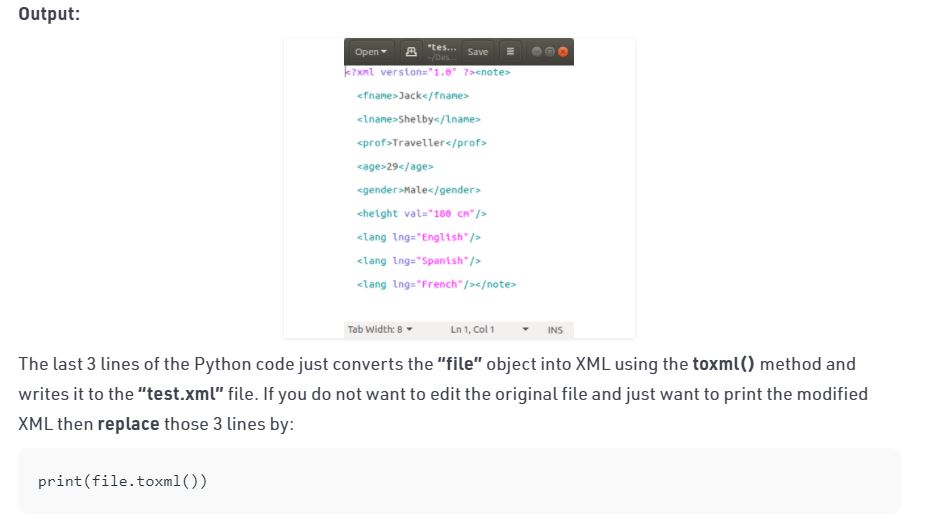 Output:
Open *tes... Save
~/Des...
<?xml version="1.0" ?><note>
<fname>Jack</fname>
<lname>Shelby</lname>
<prof>Traveller</prof>
<age>29</age>
<gender>Male</gender>
<height val="180 cm"/>
<lang lng="English"/>
<lang lng="Spanish"/>
<lang lng="French"/></note>
Tab Width: 8 Ln 1, Col 1 INS
The last 3 lines of the Python code just converts the “file” object into XML using the toxml() method and
writes it to the “test.xml” file. If you do not want to edit the original file and just want to print the modified
XML then replace those 3 lines by:
print(file.toxml())